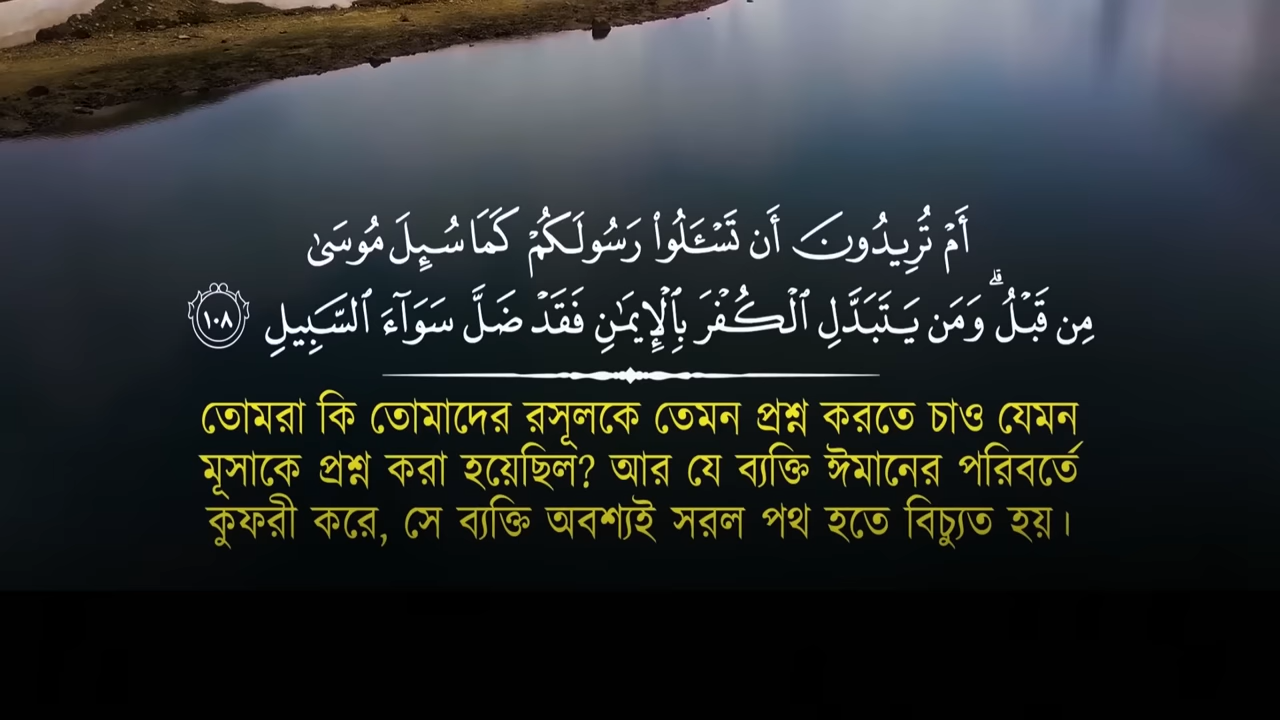 أَمْ تُرِيدُونَ أَن تَسْـَٔلُوا۟ رَسُولَكُمْ كَمَا سُئِلَ مُوسَىٰ
مِن قَبْلُ ۗ وَمَن يَتَبَدَّلِ ٱلْكُفْرَ بِٱلْإِيمَـٰنِ فَقَدْ ضَلَّ سَوَآءَ ٱلسَّبِيلِ ١٠٨
তোমরা কি তোমাদের রসূলকে তেমন প্রশ্ন করতে চাও যেমন
মূসাকে প্রশ্ন করা হয়েছিল? আর যে ব্যক্তি ঈমানের পরিবর্তে
কুফরী করে, সে ব্যক্তি অবশ্যই সরল পথ হতে বিচ্যুত হয়।